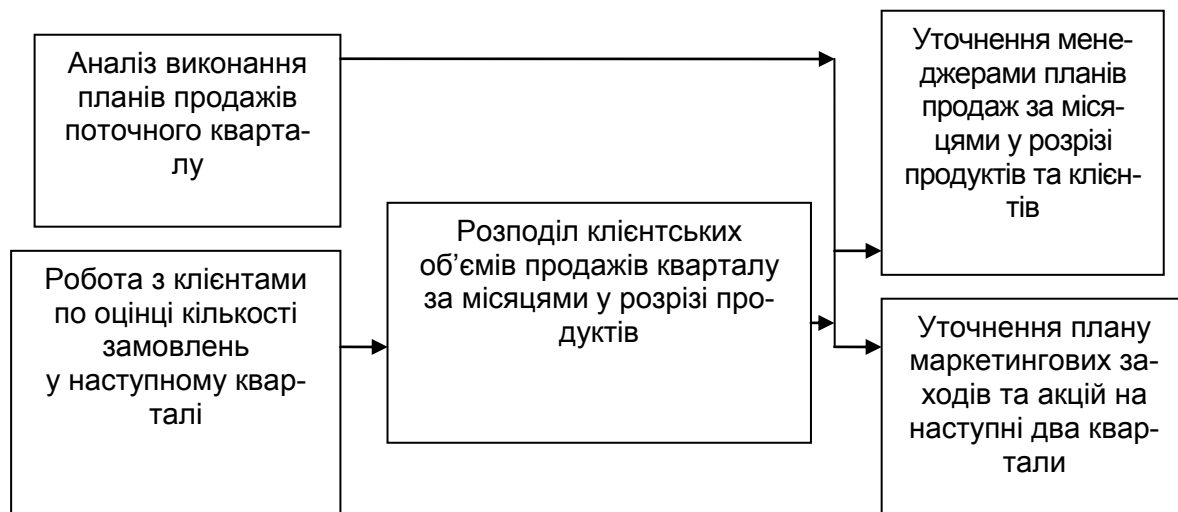 Аналіз виконання
планів продажів
поточного кварта-
лу
Робота з клієнтами
по оцінці кількості
замовлень
у наступному квар-
талі
Розподіл клієнтських
об’ємів продажів кварталу
за місяцями у розрізі про-
дуктів
Уточнення мене-
джерами планів
продаж за міся-
цями у розрізі
продуктів та клієн-
тів
Уточнення плану
маркетингових за-
ходів та акцій на
наступні два квар-
тали